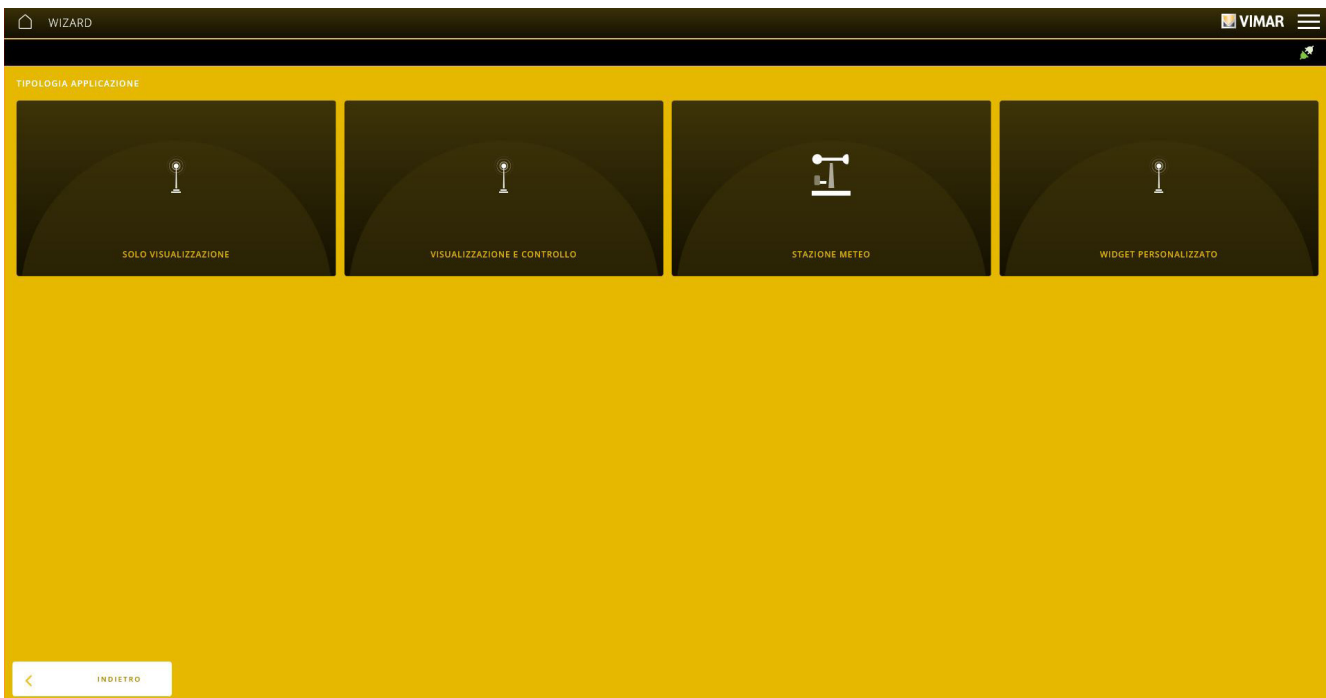 WIZARD
VIMAR
TIPOLOGIA APPLICAZIONE
SOLO VISUALIZZAZIONE
VISUALIZZAZIONE E CONTROLLO
STAZIONE METEO
WIDGET PERSONALIZZATO
INDIETRO